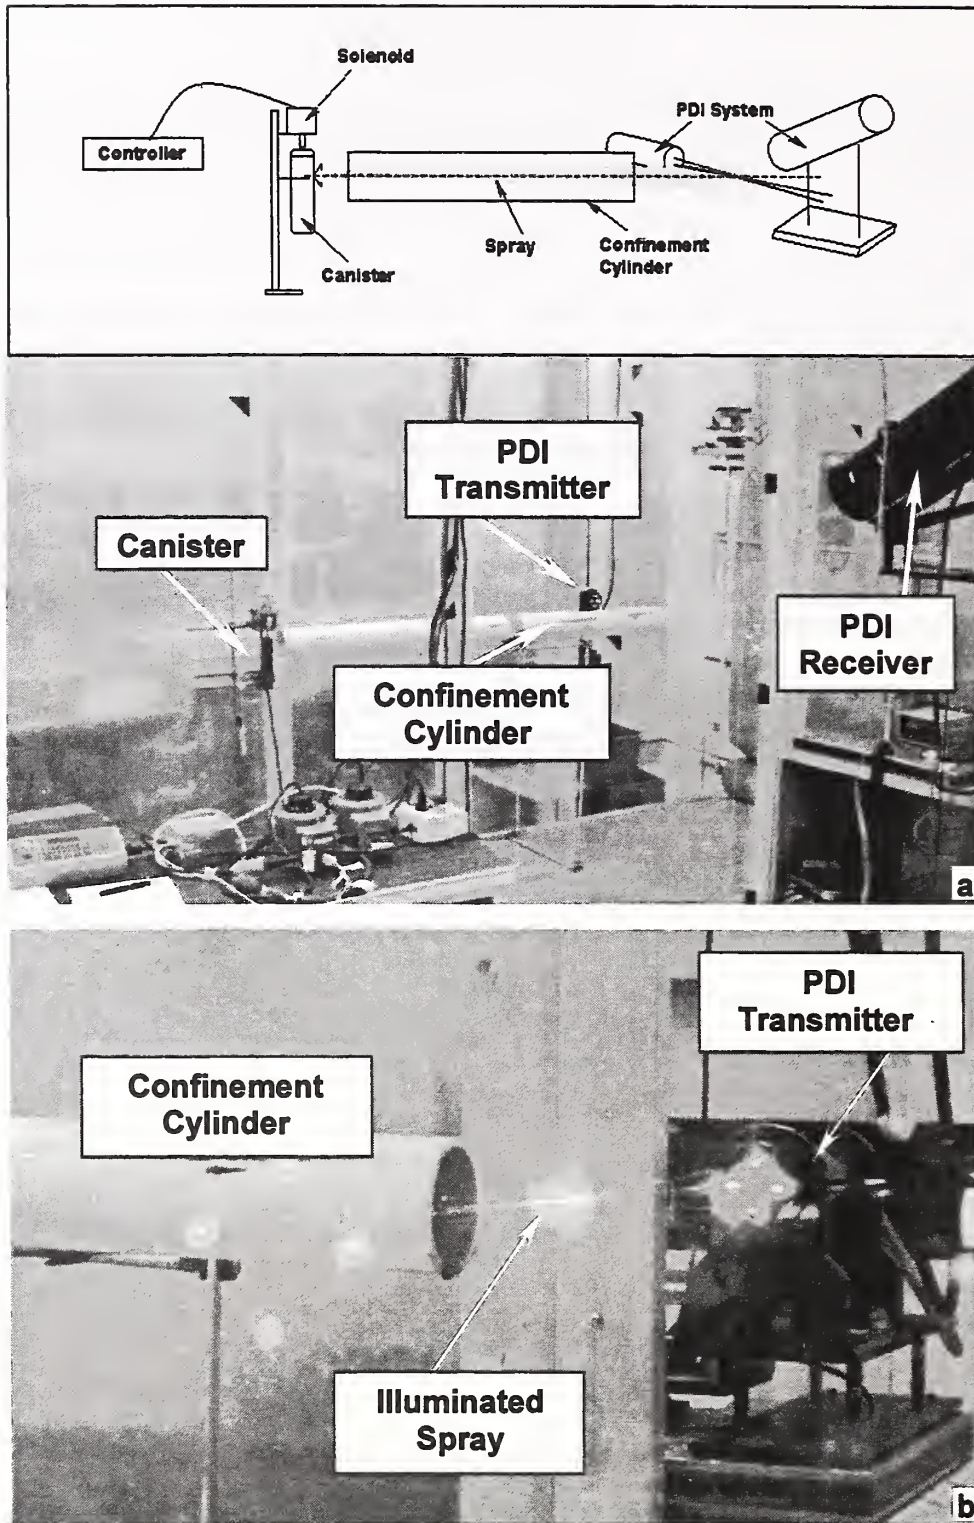 Solenoid
PDI System
Controller
Spray
Confinement
Cylinder
Canister
PDI
Transmitter
Canister
PDI
Receiver
Confinement
Cylinder
a
PDI
Transmitter
Confinement
Cylinder
Illuminated
Spray
b